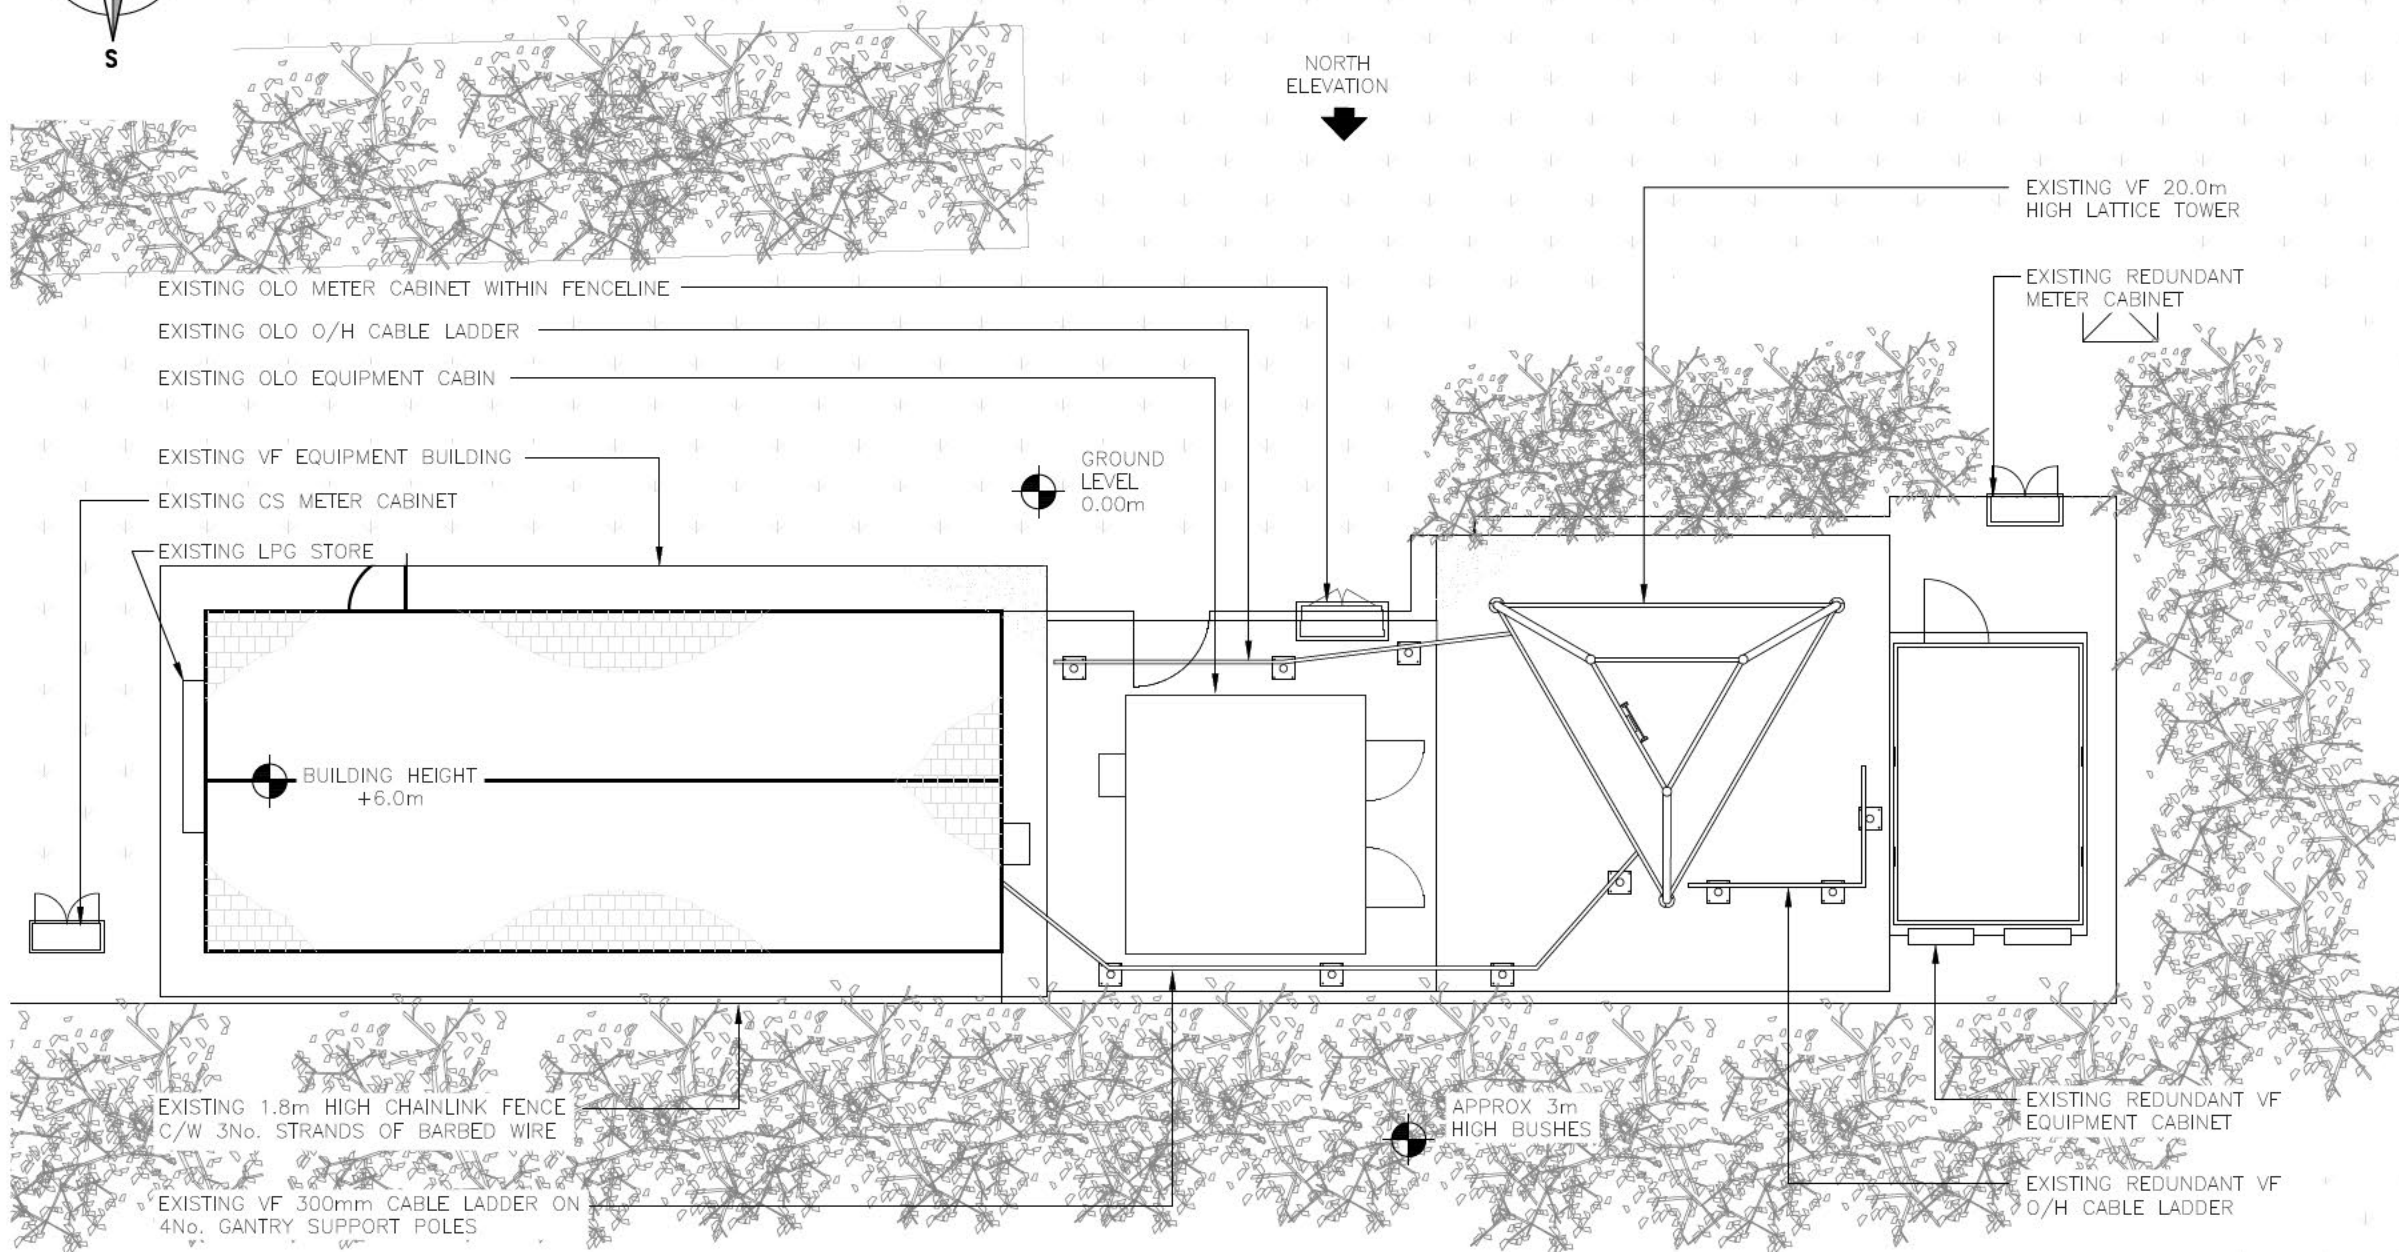 S
NORTH
ELEVATION
EXISTING VF 20.0m
HIGH LATTICE TOWER
EXISTING REDUNDANT
METER CABINET
EXISTING OLO METER CABINET WITHIN FENCELINE
EXISTING OLO O/H CABLE LADDER
EXISTING OLO EQUIPMENT CABIN
EXISTING VF EQUIPMENT BUILDING
EXISTING CS METER CABINET
EXISTING LPG STORE
GROUND
LEVEL
0.00m
BUILDING HEIGHT
+6.0m
EXISTING 1.8m HIGH CHAINLINK FENCE
C/W 3No. STRANDS OF BARBED WIRE
EXISTING VF 300mm CABLE LADDER ON
4No. GANTRY SUPPORT POLES
APPROX 3m
HIGH BUSHES
EXISTING REDUNDANT VF
EQUIPMENT CABINET
EXISTING REDUNDANT VF
O/H CABLE LADDER